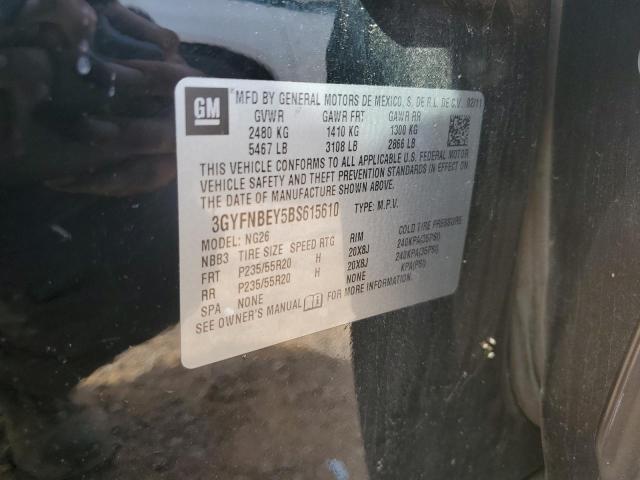 GM
MFD BY GENERAL MOTORS DE MEXICO, S. DE R.L. DE C.V. 02/11
GVWR GAWR FRT GAWR RR
2480 KG 1410 KG 1300 KG
5467 LB 3108 LB 2866 LB
THIS VEHICLE CONFORMS TO ALL APPLICABLE U.S. FEDERAL MOTOR
VEHICLE SAFETY AND THEFT PREVENTION STANDARDS IN EFFECT ON
THE DATE OF MANUFACTURE SHOWN ABOVE.
3GYFNBEY5BS615610 TYPE: M.P.V.
MODEL: NG26
NBB3 TIRE SIZE SPEED RTG RIM COLD TIRE PRESSURE
FRT P235/55R20 H 20X8J 240KPA(35PSI)
RR P235/55R20 H 20X8J 240KPA(35PSI)
SPA NONE NONE KPA(PSI)
SEE OWNER'S MANUAL FOR MORE INFORMATION.